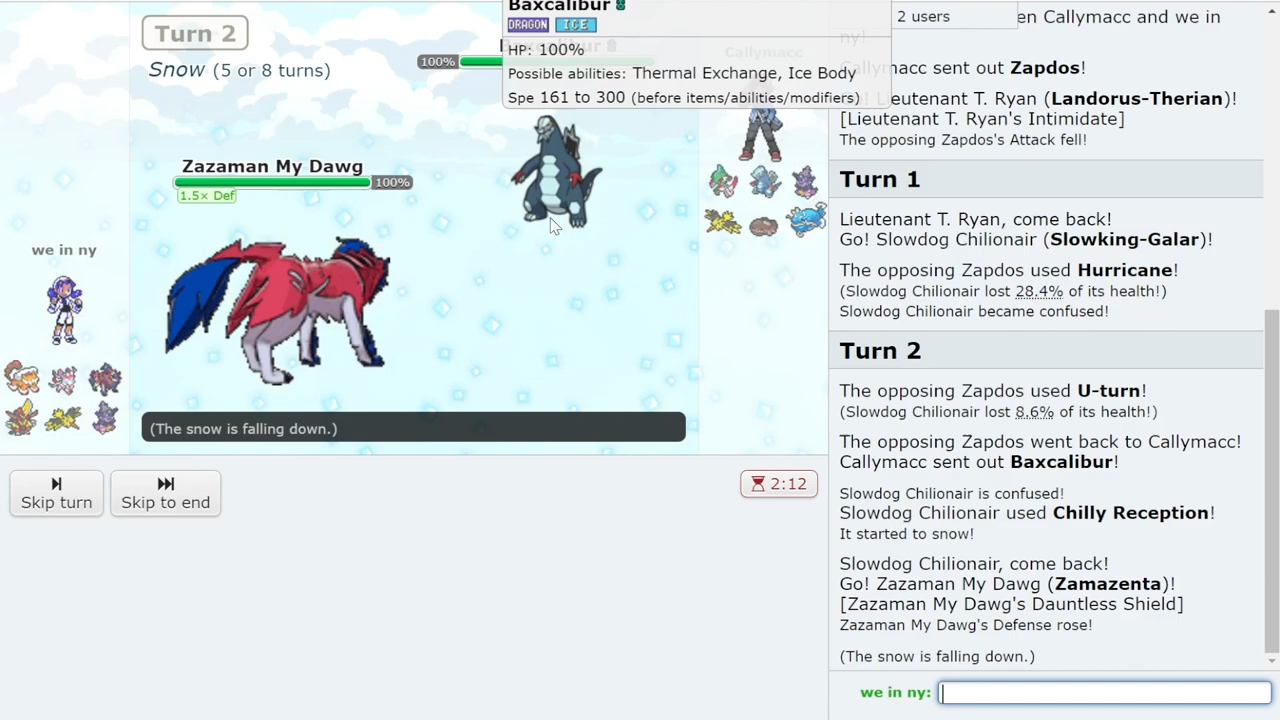 Turn 2
Snow (5 or 8 turns)
Baxcalibur
DRAGON ICE
HP: 100%
Possible abilities: Thermal Exchange, Ice Body
Spe 161 to 300 (before items/abilities/modifiers)
100%
Callymacc
Zazaman My Dawg
100%
1.5× Def
we in ny
(The snow is falling down.)
Skip turn
Skip to end
2:12
2 users
en Callymacc and we in
ny!
Callymacc sent out Zapdos!
Go! Lieutenant T. Ryan (Landorus-Therian)!
[Lieutenant T. Ryan's Intimidate]
The opposing Zapdos's Attack fell!
Turn 1
Lieutenant T. Ryan, come back!
Go! Slowdog Chilionair (Slowking-Galar)!
The opposing Zapdos used Hurricane!
(Slowdog Chilionair lost 28.4% of its health!)
Slowdog Chilionair became confused!
Turn 2
The opposing Zapdos used U-turn!
(Slowdog Chilionair lost 8.6% of its health!)
The opposing Zapdos went back to Callymacc!
Callymacc sent out Baxcalibur!
Slowdog Chilionair is confused!
Slowdog Chilionair used Chilly Reception!
It started to snow!
Slowdog Chilionair, come back!
Go! Zazaman My Dawg (Zamazenta)!
[Zazaman My Dawg's Dauntless Shield]
Zazaman My Dawg's Defense rose!
(The snow is falling down.)
we in ny: